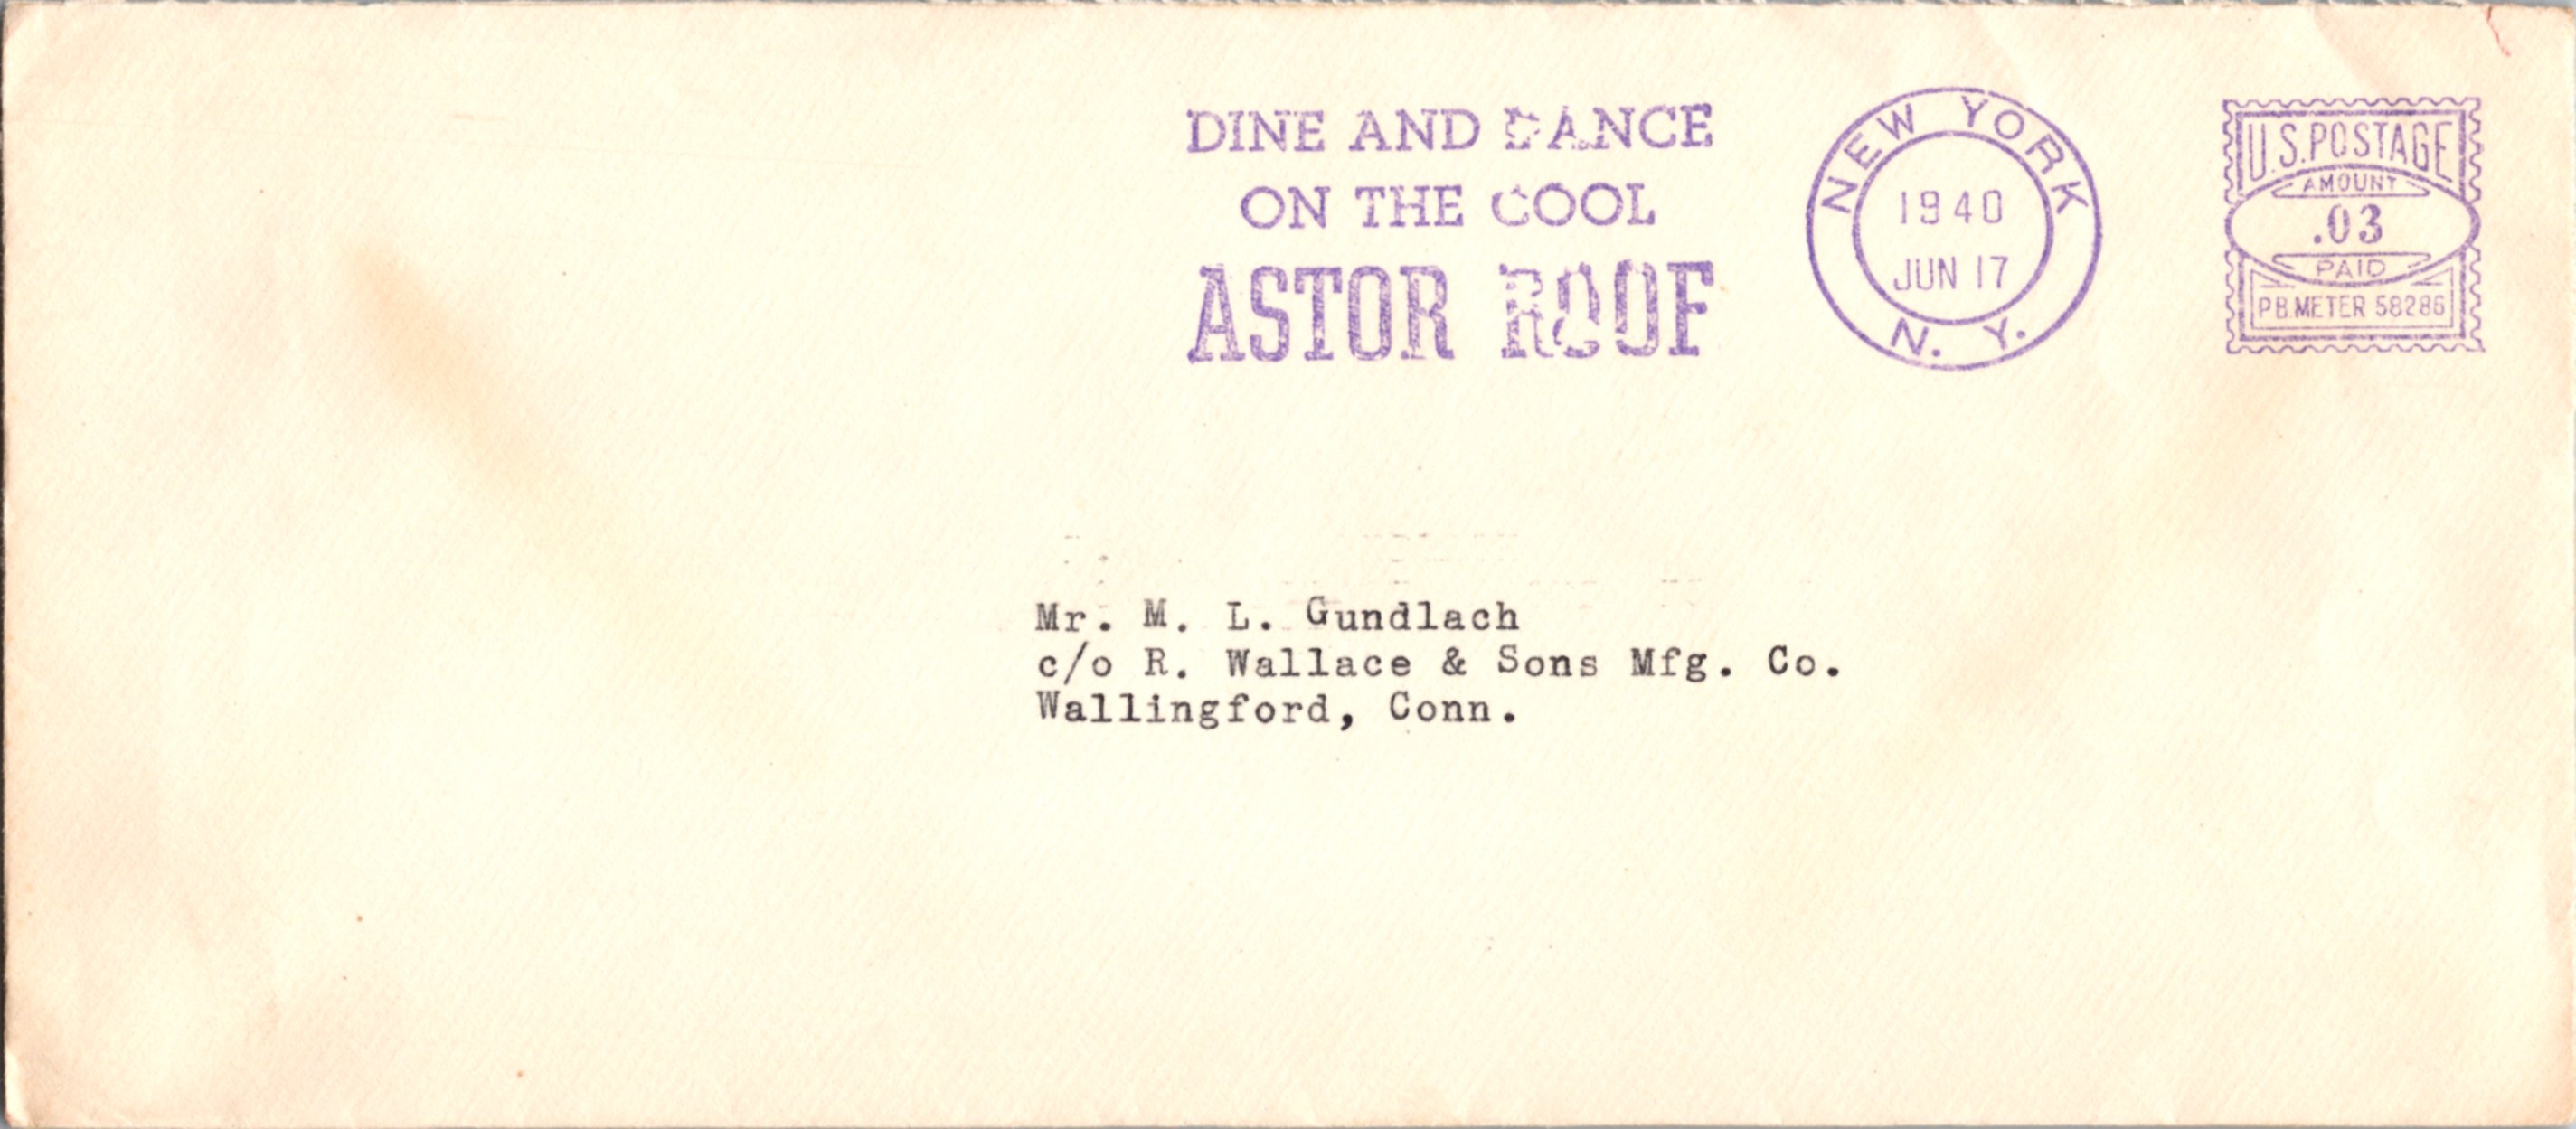 DINE AND DANCE
ON THE COOL
ASTOR ROOF
NEW YORK
1940
JUN 17
N. Y.
U.S. POSTAGE
AMOUNT
.03
PAID
P.B. METER 58286
Mr. M. L. Gundlach
c/o R. Wallace & Sons Mfg. Co.
Wallingford, Conn.